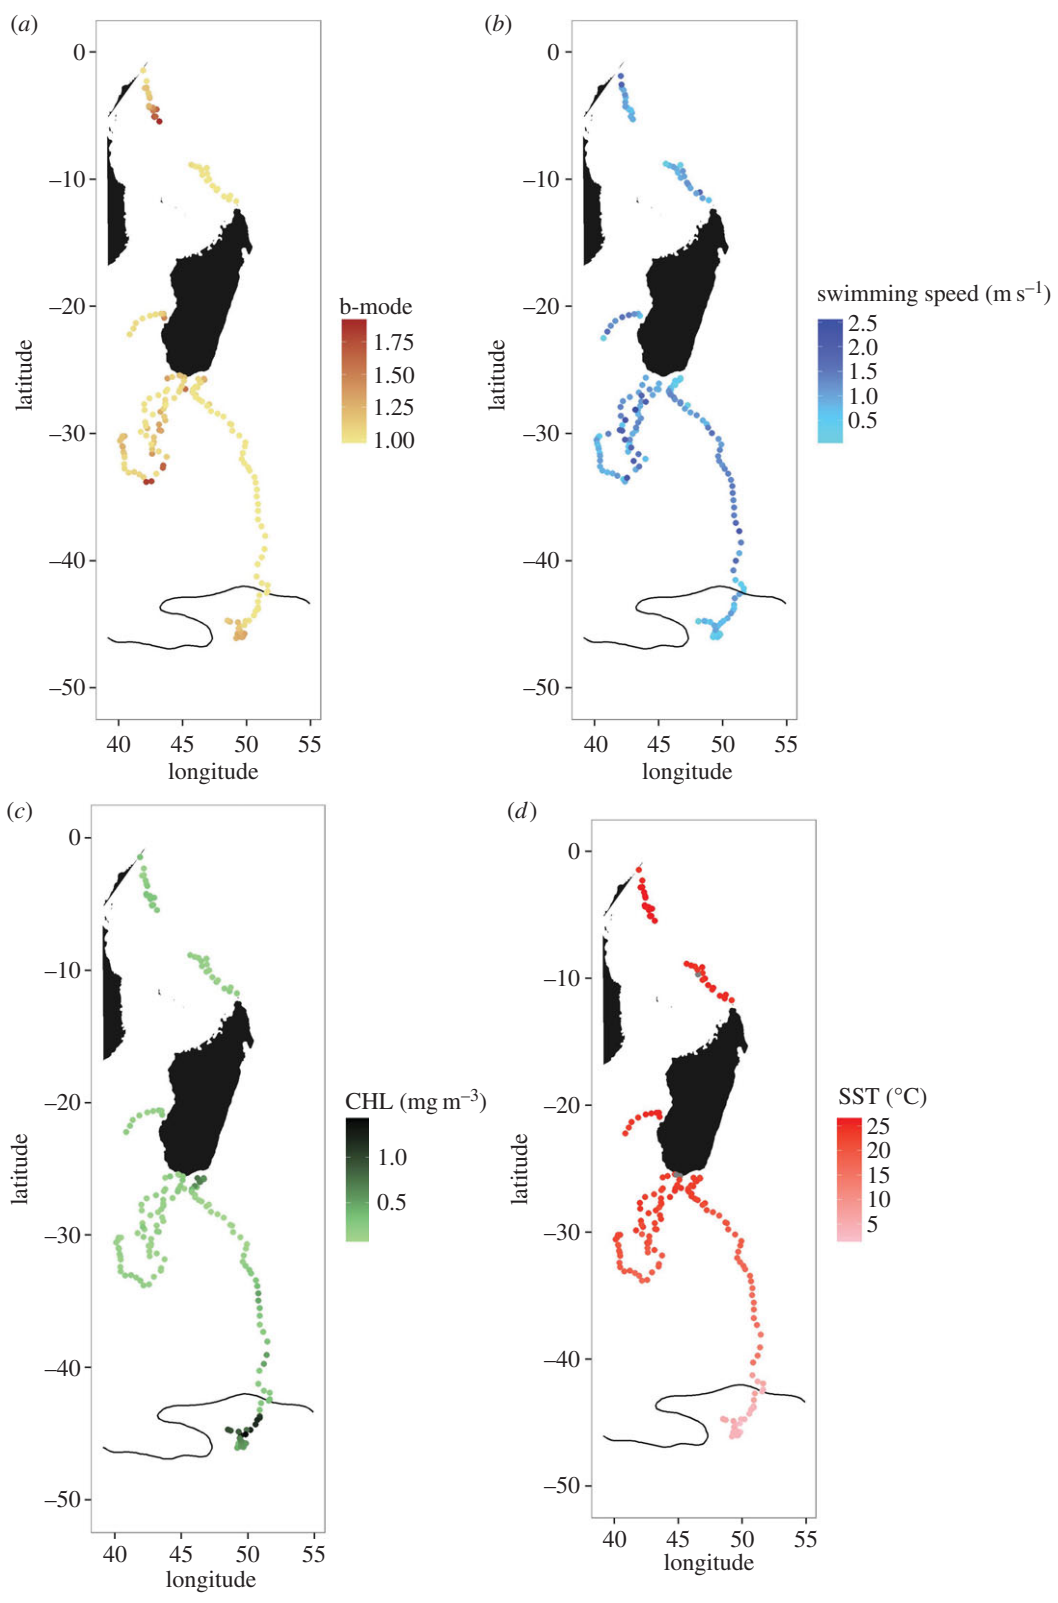 (a)
0
–10
–20
–30
–40
–50
latitude
40 45 50 55
longitude
b-mode
1.75
1.50
1.25
1.00
(b)
0
–10
–20
–30
–40
–50
latitude
40 45 50 55
longitude
swimming speed (m s–1)
2.5
2.0
1.5
1.0
0.5
(c)
0
–10
–20
–30
–40
–50
latitude
40 45 50 55
longitude
CHL (mg m–3)
1.0
0.5
(d)
0
–10
–20
–30
–40
–50
latitude
40 45 50 55
longitude
SST (°C)
25
20
15
10
5